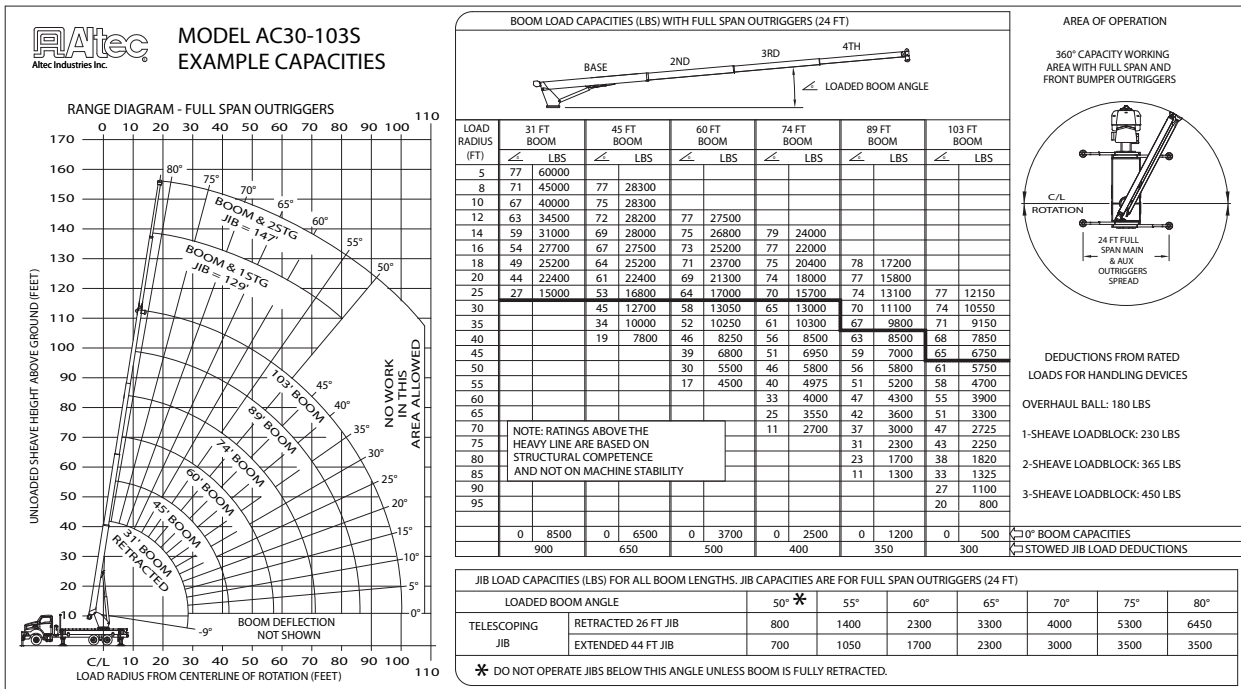 Altec
Altec Industries Inc.
MODEL AC30-103S
EXAMPLE CAPACITIES
RANGE DIAGRAM - FULL SPAN OUTRIGGERS
0 10 20 30 40 50 60 70 80 90 100 110
170
160
150
140
130
120
110
100
90
80
70
60
50
40
30
20
10
UNLOADED SHEAVE HEIGHT ABOVE GROUND (FEET)
80°
75°
70°
65°
60°
55°
50°
45°
40°
35°
30°
25°
20°
15°
10°
5°
0°
-9°
BOOM & 2STG
JIB = 147'
BOOM & 1STG
JIB = 129'
103' BOOM
89' BOOM
74' BOOM
60' BOOM
45' BOOM
31' BOOM
RETRACTED
NO WORK
IN THIS
AREA ALLOWED
BOOM DEFLECTION
NOT SHOWN
C/L 10 20 30 40 50 60 70 80 90 100 110
LOAD RADIUS FROM CENTERLINE OF ROTATION (FEET)
BOOM LOAD CAPACITIES (LBS) WITH FULL SPAN OUTRIGGERS (24 FT)
BASE 2ND 3RD 4TH
LOADED BOOM ANGLE
LOAD RADIUS (FT) 31 FT BOOM 45 FT BOOM 60 FT BOOM 74 FT BOOM 89 FT BOOM 103 FT BOOM
LBS LBS LBS LBS LBS LBS
5 77 60000
8 71 45000 77 28300
10 67 40000 75 28300
12 63 34500 72 28200 77 27500
14 59 31000 69 28000 75 26800 79 24000
16 54 27700 67 27500 73 25200 77 22000
18 49 25200 64 25200 71 23700 75 20400 78 17200
20 44 22400 61 22400 69 21300 74 18000 77 15800
25 27 15000 53 16800 64 17000 70 15700 74 13100 77 12150
30 45 12700 58 13050 65 13000 70 11100 74 10550
35 34 10000 52 10250 61 10300 67 9800 71 9150
40 19 7800 46 8250 56 8500 63 8500 68 7850
45 39 6800 51 6950 59 7000 65 6750
50 30 5500 46 5800 56 5800 61 5750
55 17 4500 40 4975 51 5200 58 4700
60 33 4000 47 4300 55 3900
65 25 3550 42 3600 51 3300
70 11 2700 37 3000 47 2725
75 31 2300 43 2250
80 23 1700 38 1820
85 11 1300 33 1325
90 27 1100
95 20 800
NOTE: RATINGS ABOVE THE
HEAVY LINE ARE BASED ON
STRUCTURAL COMPETENCE
AND NOT ON MACHINE STABILITY
0 8500 0 6500 0 3700 0 2500 0 1200 0 500 0° BOOM CAPACITIES
900 650 500 400 350 300 STOWED JIB LOAD DEDUCTIONS
JIB LOAD CAPACITIES (LBS) FOR ALL BOOM LENGTHS. JIB CAPACITIES ARE FOR FULL SPAN OUTRIGGERS (24 FT)
LOADED BOOM ANGLE 50° * 55° 60° 65° 70° 75° 80°
TELESCOPING JIB
RETRACTED 26 FT JIB 800 1400 2300 3300 4000 5300 6450
EXTENDED 44 FT JIB 700 1050 1700 2300 3000 3500 3500
* DO NOT OPERATE JIBS BELOW THIS ANGLE UNLESS BOOM IS FULLY RETRACTED.
AREA OF OPERATION
360° CAPACITY WORKING
AREA WITH FULL SPAN AND
FRONT BUMPER OUTRIGGERS
C/L
ROTATION
24 FT FULL
SPAN MAIN
& AUX
OUTRIGGERS
SPREAD
DEDUCTIONS FROM RATED
LOADS FOR HANDLING DEVICES
OVERHAUL BALL: 180 LBS
1-SHEAVE LOADBLOCK: 230 LBS
2-SHEAVE LOADBLOCK: 365 LBS
3-SHEAVE LOADBLOCK: 450 LBS